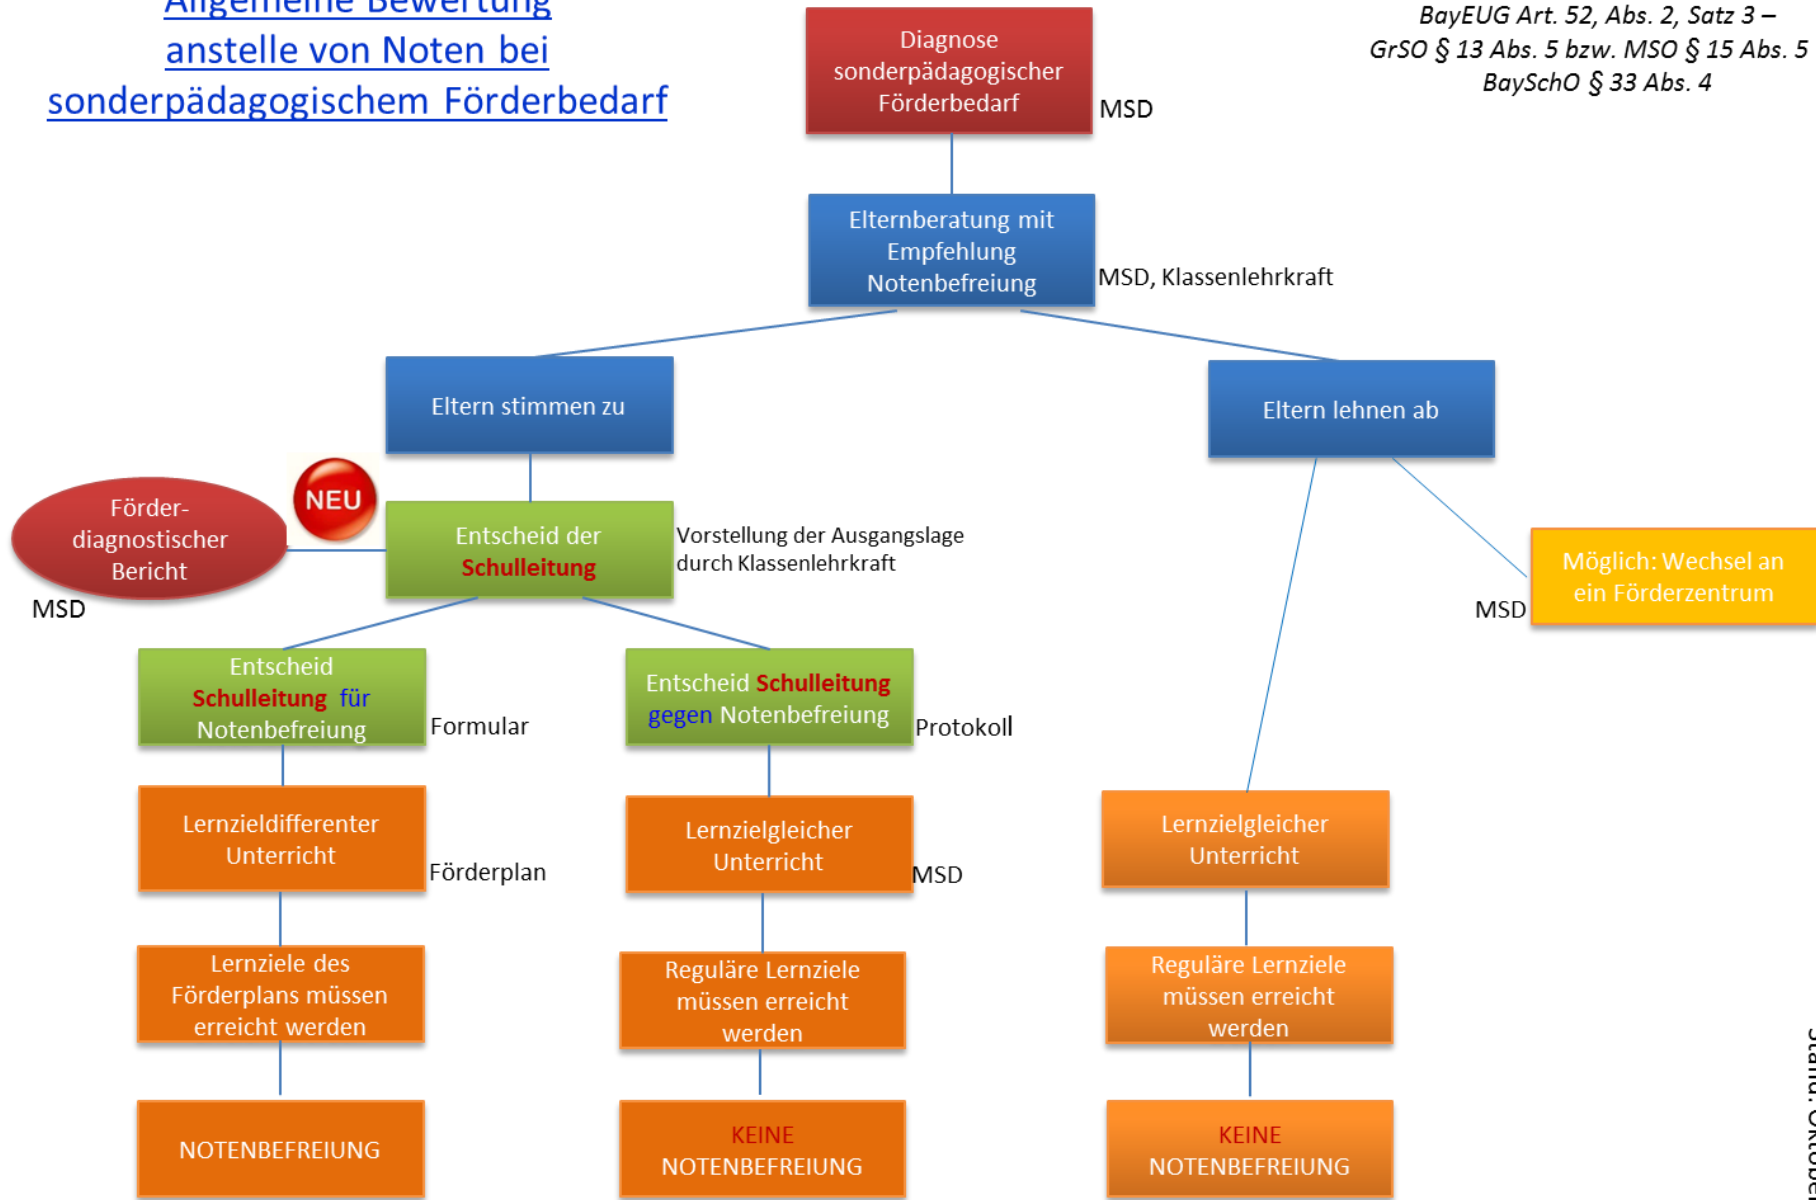 Allgemeine Bewertung
anstelle von Noten bei
sonderpädagogischem Förderbedarf
BayEUG Art. 52, Abs. 2, Satz 3 –
GrSO § 13 Abs. 5 bzw. MSO § 15 Abs. 5
BaySchO § 33 Abs. 4
Diagnose
sonderpädagogischer
Förderbedarf
MSD
Elternberatung mit
Empfehlung
Notenbefreiung
MSD, Klassenlehrkraft
Eltern stimmen zu
Eltern lehnen ab
Förder-
diagnostischer
Bericht
MSD
NEU
Entscheid der
Schulleitung
Vorstellung der Ausgangslage
durch Klassenlehrkraft
Möglich: Wechsel an
ein Förderzentrum
MSD
Entscheid
Schulleitung für
Notenbefreiung
Formular
Entscheid Schulleitung
gegen Notenbefreiung
Protokoll
Lernzieldifferenter
Unterricht
Förderplan
Lernzielgleicher
Unterricht
MSD
Lernzielgleicher
Unterricht
Lernziele des
Förderplans müssen
erreicht werden
Reguläre Lernziele
müssen erreicht
werden
Reguläre Lernziele
müssen erreicht
werden
NOTENBEFREIUNG
KEINE
NOTENBEFREIUNG
KEINE
NOTENBEFREIUNG
Stand: Oktober